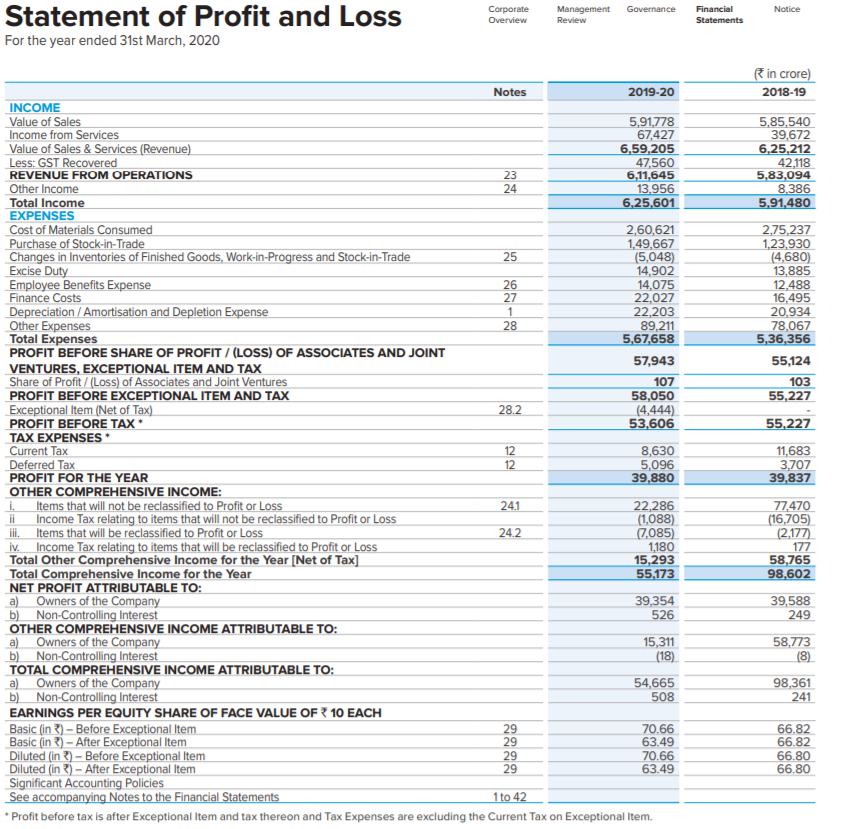 Statement of Profit and Loss
For the year ended 31st March, 2020
Corporate Overview Management Review Governance Financial Statements Notice
(₹ in crore)
Notes 2019-20 2018-19
INCOME
Value of Sales 5,91,778 5,85,540
Income from Services 67,427 39,672
Value of Sales & Services (Revenue) 6,59,205 6,25,212
Less: GST Recovered 47,560 42,118
REVENUE FROM OPERATIONS 23 6,11,645 5,83,094
Other Income 24 13,956 8,386
Total Income 6,25,601 5,91,480
EXPENSES
Cost of Materials Consumed 2,60,621 2,75,237
Purchase of Stock-in-Trade 1,49,667 1,23,930
Changes in Inventories of Finished Goods, Work-in-Progress and Stock-in-Trade 25 (5,048) (4,680)
Excise Duty 14,902 13,885
Employee Benefits Expense 26 14,075 12,488
Finance Costs 27 22,027 16,495
Depreciation / Amortisation and Depletion Expense 1 22,203 20,934
Other Expenses 28 89,211 78,067
Total Expenses 5,67,658 5,36,356
PROFIT BEFORE SHARE OF PROFIT / (LOSS) OF ASSOCIATES AND JOINT
VENTURES, EXCEPTIONAL ITEM AND TAX 57,943 55,124
Share of Profit / (Loss) of Associates and Joint Ventures 107 103
PROFIT BEFORE EXCEPTIONAL ITEM AND TAX 58,050 55,227
Exceptional Item (Net of Tax) 28.2 (4,444) -
PROFIT BEFORE TAX * 53,606 55,227
TAX EXPENSES *
Current Tax 12 8,630 11,683
Deferred Tax 12 5,096 3,707
PROFIT FOR THE YEAR 39,880 39,837
OTHER COMPREHENSIVE INCOME:
i. Items that will not be reclassified to Profit or Loss 24.1 22,286 77,470
ii Income Tax relating to items that will not be reclassified to Profit or Loss (1,088) (16,705)
iii. Items that will be reclassified to Profit or Loss 24.2 (7,085) (2,177)
iv. Income Tax relating to items that will be reclassified to Profit or Loss 1,180 177
Total Other Comprehensive Income for the Year [Net of Tax] 15,293 58,765
Total Comprehensive Income for the Year 55,173 98,602
NET PROFIT ATTRIBUTABLE TO:
a) Owners of the Company 39,354 39,588
b) Non-Controlling Interest 526 249
OTHER COMPREHENSIVE INCOME ATTRIBUTABLE TO:
a) Owners of the Company 15,311 58,773
b) Non-Controlling Interest (18) (8)
TOTAL COMPREHENSIVE INCOME ATTRIBUTABLE TO:
a) Owners of the Company 54,665 98,361
b) Non-Controlling Interest 508 241
EARNINGS PER EQUITY SHARE OF FACE VALUE OF ₹ 10 EACH
Basic (in ₹) – Before Exceptional Item 29 70.66 66.82
Basic (in ₹) – After Exceptional Item 29 63.49 66.82
Diluted (in ₹) – Before Exceptional Item 29 70.66 66.80
Diluted (in ₹) – After Exceptional Item 29 63.49 66.80
Significant Accounting Policies
See accompanying Notes to the Financial Statements 1 to 42
* Profit before tax is after Exceptional Item and tax thereon and Tax Expenses are excluding the Current Tax on Exceptional Item.